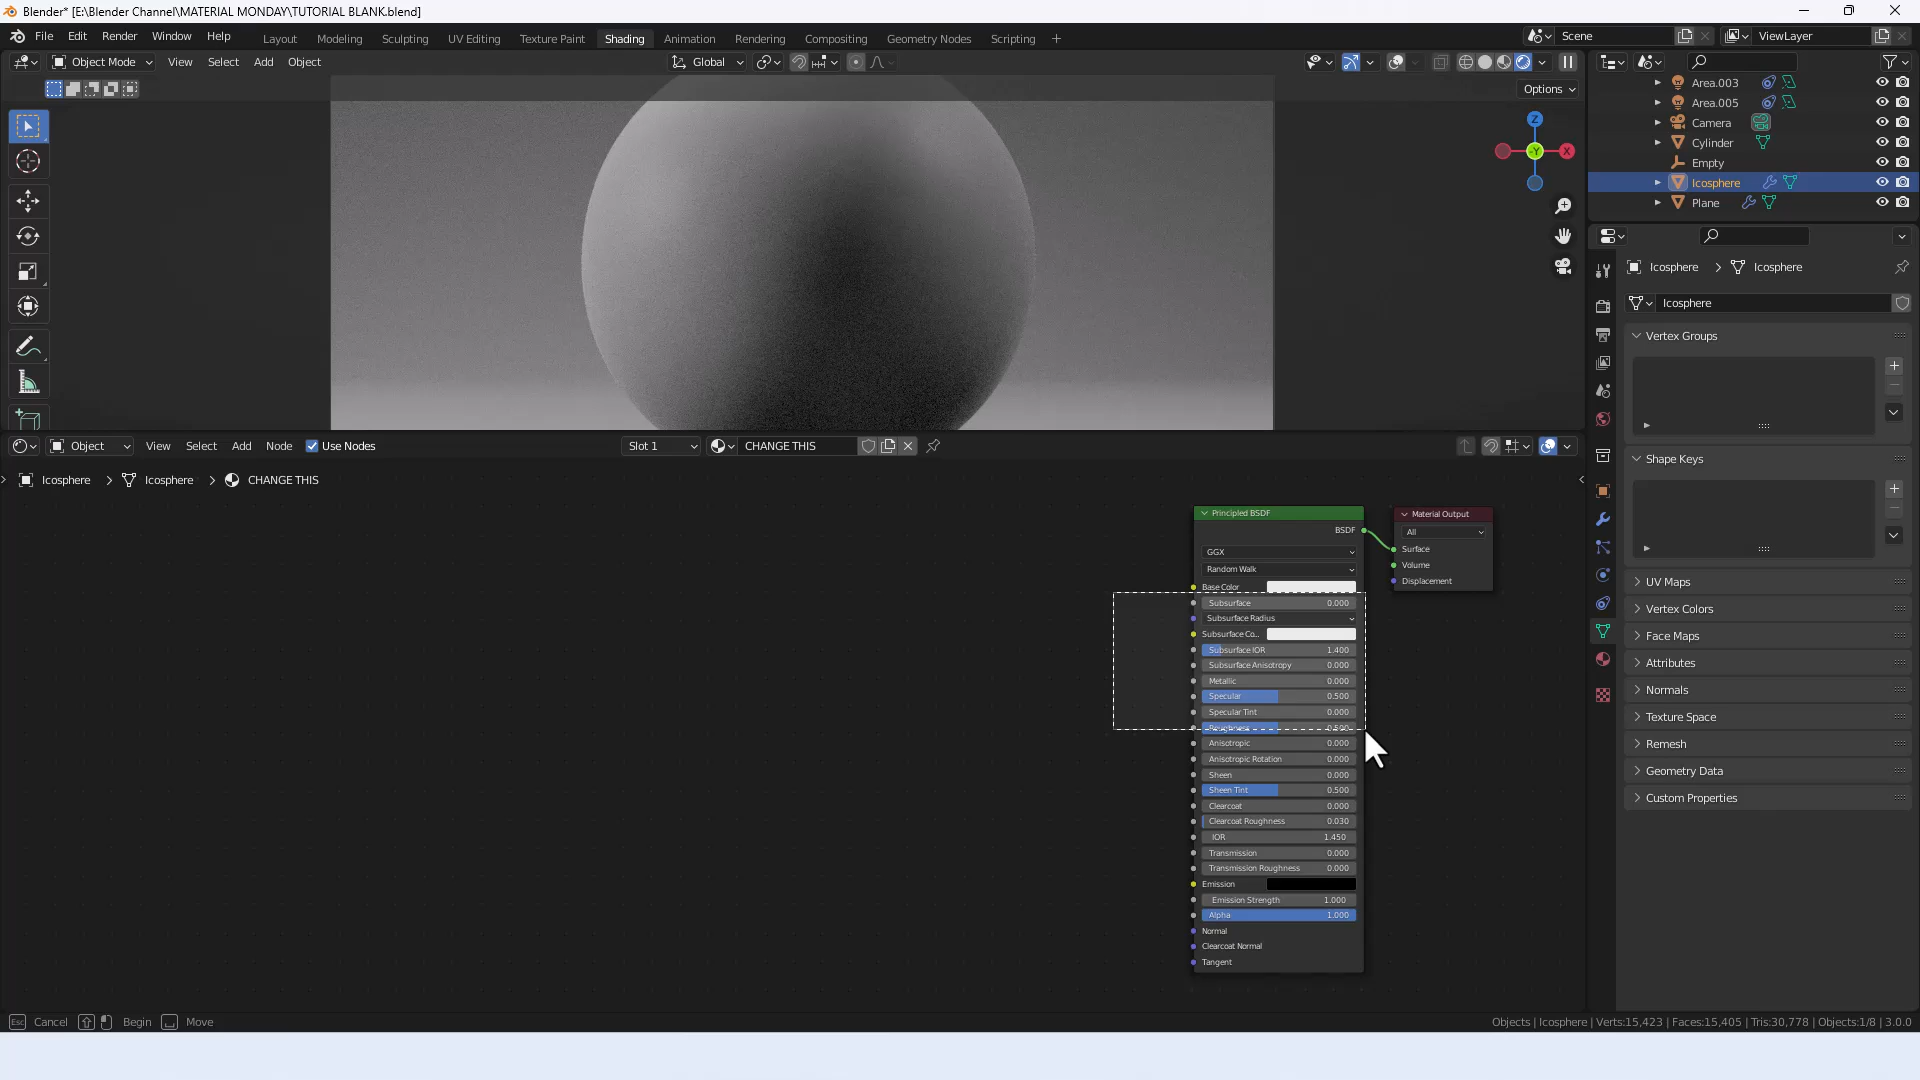 Blender* [E:\Blender Channel\MATERIAL MONDAY\TUTORIAL BLANK.blend]
File Edit Render Window Help
Layout Modeling Sculpting UV Editing Texture Paint Shading Animation Rendering Compositing Geometry Nodes Scripting +
Scene
ViewLayer
Object Mode View Select Add Object
Global
Options
Z
-Y
X
Area.003
Area.005
Camera
Cylinder
Empty
Icosphere
Plane
Icosphere > Icosphere
Icosphere
Vertex Groups
Shape Keys
UV Maps
Vertex Colors
Face Maps
Attributes
Normals
Texture Space
Remesh
Geometry Data
Custom Properties
Object View Select Add Node Use Nodes
Slot 1
CHANGE THIS
Icosphere > Icosphere > CHANGE THIS
Principled BSDF
BSDF
GGX
Random Walk
Base Color
Subsurface 0.000
Subsurface Radius
Subsurface Co..
Subsurface IOR 1.400
Subsurface Anisotropy 0.000
Metallic 0.000
Specular 0.500
Specular Tint 0.000
Roughness 0.500
Anisotropic 0.000
Anisotropic Rotation 0.000
Sheen 0.000
Sheen Tint 0.500
Clearcoat 0.000
Clearcoat Roughness 0.030
IOR 1.450
Transmission 0.000
Transmission Roughness 0.000
Emission
Emission Strength 1.000
Alpha 1.000
Normal
Clearcoat Normal
Tangent
Material Output
All
Surface
Volume
Displacement
Esc Cancel Begin Move
Objects | Icosphere | Verts:15,423 | Faces:15,405 | Tris:30,778 | Objects:1/8 | 3.0.0